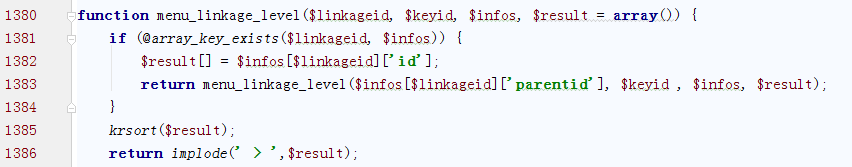 1380 function menu_linkage_level($linkageid, $keyid, $infos, $result = array()) {
1381 if (@array_key_exists($linkageid, $infos)) {
1382 $result[] = $infos[$linkageid]['id'];
1383 return menu_linkage_level($infos[$linkageid]['parentid'], $keyid , $infos, $result);
1384 }
1385 krsort($result);
1386 return implode(' > ',$result);